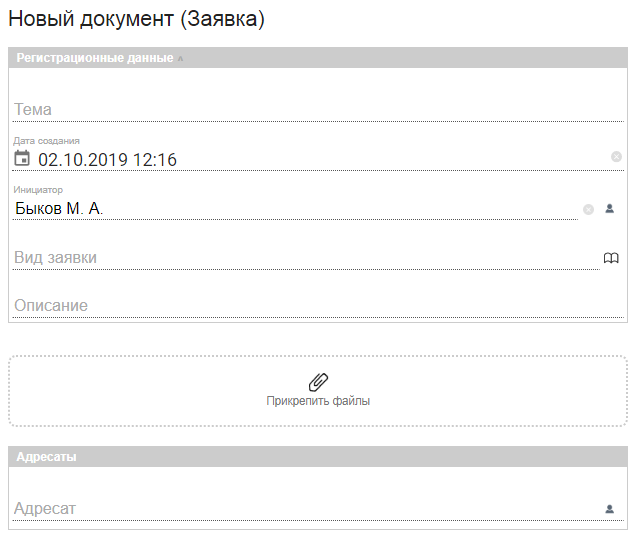 Новый документ (Заявка)
Регистрационные данные
Тема
Дата создания
02.10.2019 12:16
Инициатор
Быков М. А.
Вид заявки
Описание
Прикрепить файлы
Адресаты
Адресат